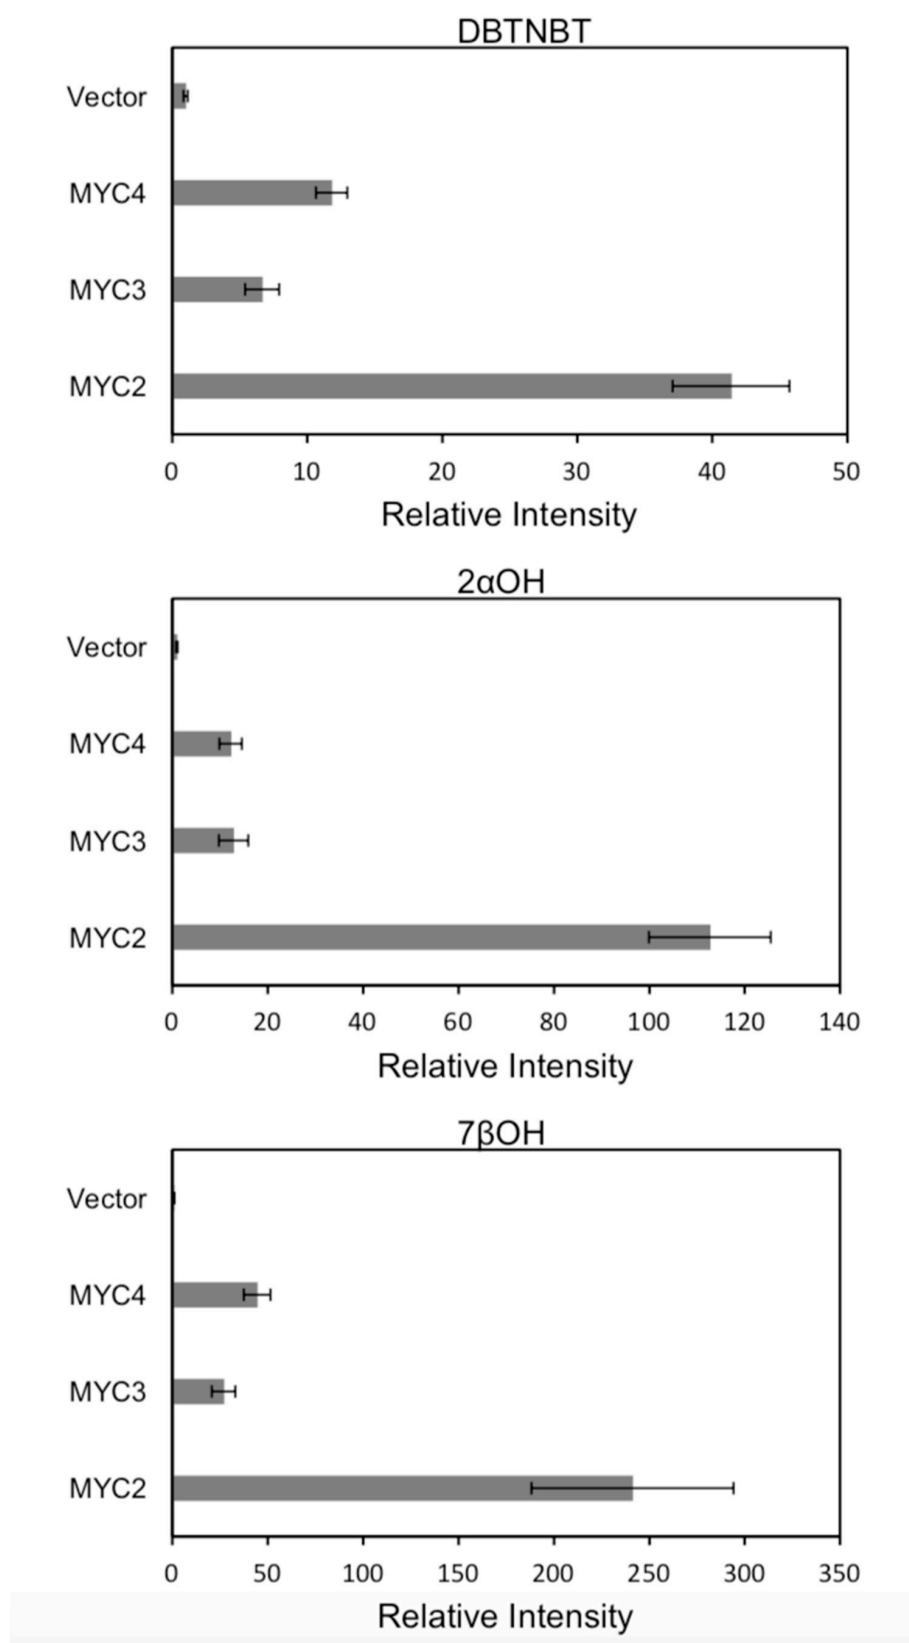 DBTNBT
Vector
MYC4
MYC3
MYC2
0 10 20 30 40 50
Relative Intensity
2αOH
Vector
MYC4
MYC3
MYC2
0 20 40 60 80 100 120 140
Relative Intensity
7βOH
Vector
MYC4
MYC3
MYC2
0 50 100 150 200 250 300 350
Relative Intensity